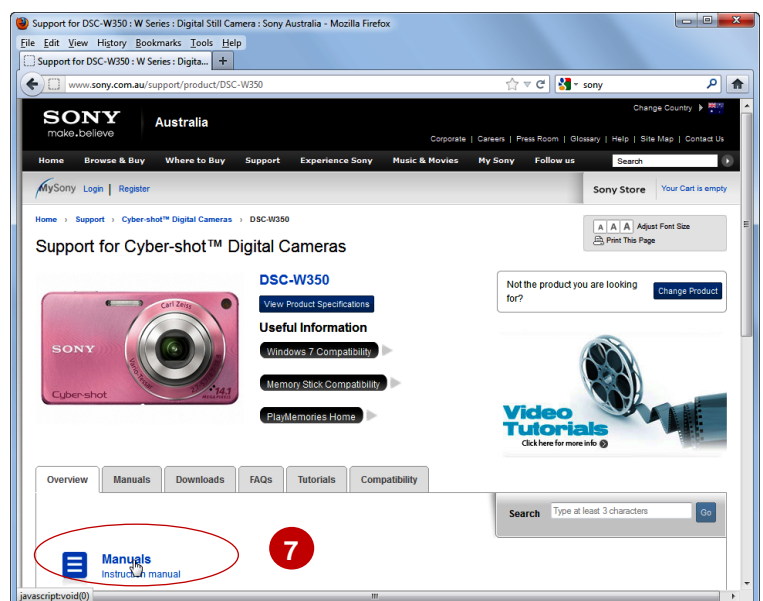 Support for DSC-W350 : W Series : Digital Still Camera : Sony Australia - Mozilla Firefox
File Edit View History Bookmarks Tools Help
Support for DSC-W350 : W Series : Digita... +
www.sony.com.au/support/product/DSC-W350 sony
Change Country
SONY
make.believe
Australia
Corporate | Careers | Press Room | Glossary | Help | Site Map | Contact Us
Home Browse & Buy Where to Buy Support Experience Sony Music & Movies My Sony Follow us Search
MySony Login | Register Sony Store Your Cart is empty
Home › Support › Cyber-shot™ Digital Cameras › DSC-W350
A A A Adjust Font Size
Print This Page
Support for Cyber-shot™ Digital Cameras
DSC-W350
View Product Specifications
Useful Information
Windows 7 Compatibility
Memory Stick Compatibility
PlayMemories Home
Carl Zeiss
SONY
Vario-Tessar
Cyber-shot
14.1
MEGA PIXELS
Not the product you are looking
for?
Change Product
Video
Tutorials
Click here for more info
Overview Manuals Downloads FAQs Tutorials Compatibility
Search Type at least 3 characters Go
Manuals
Instruction manual
7
javascript:void(0)